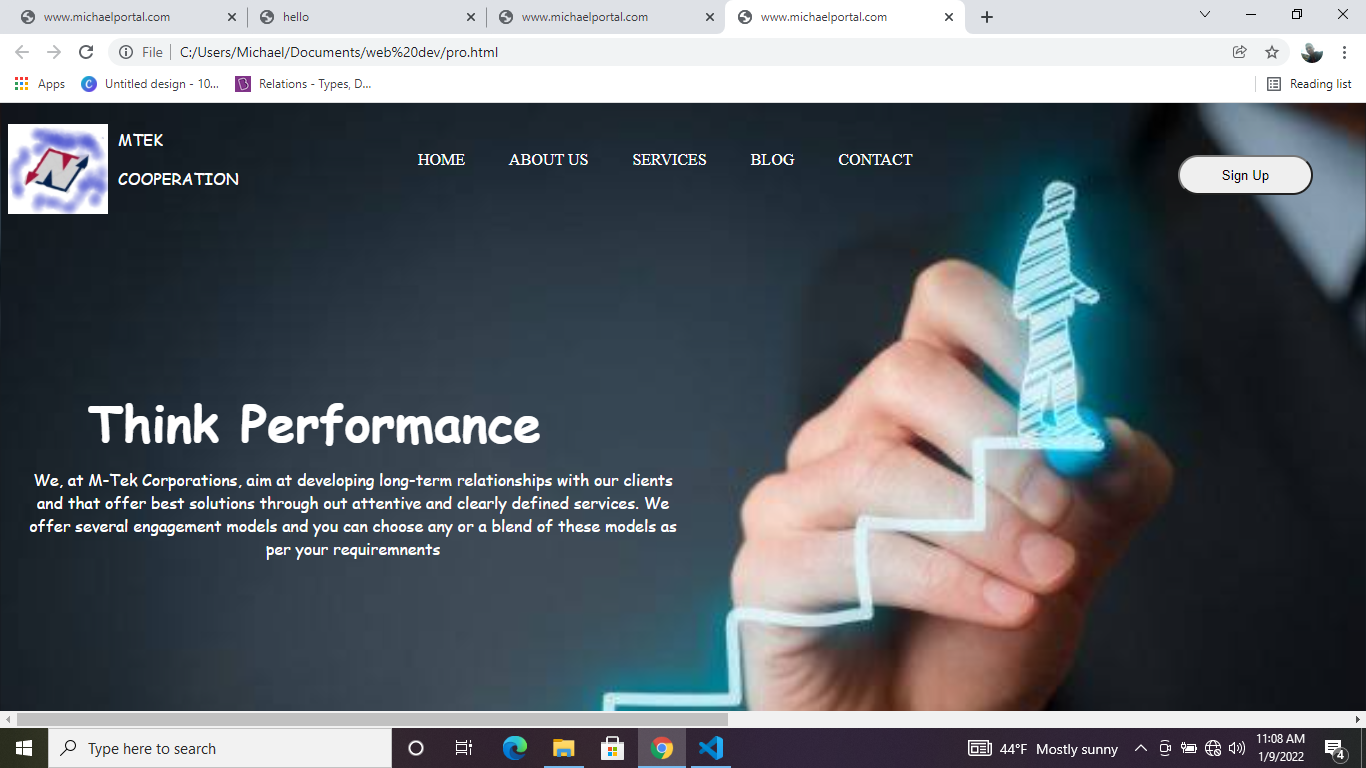 www.michaelportal.com
hello
www.michaelportal.com
www.michaelportal.com
File
C:/Users/Michael/Documents/web%20dev/pro.html
Apps
Untitled design - 10...
Relations - Types, D...
Reading list
MTEK
COOPERATION
HOME
ABOUT US
SERVICES
BLOG
CONTACT
Sign Up
Think Performance
We, at M-Tek Corporations, aim at developing long-term relationships with our clients
and that offer best solutions through out attentive and clearly defined services. We
offer several engagement models and you can choose any or a blend of these models as
per your requiremnents
Type here to search
44°F Mostly sunny
11:08 AM
1/9/2022
4